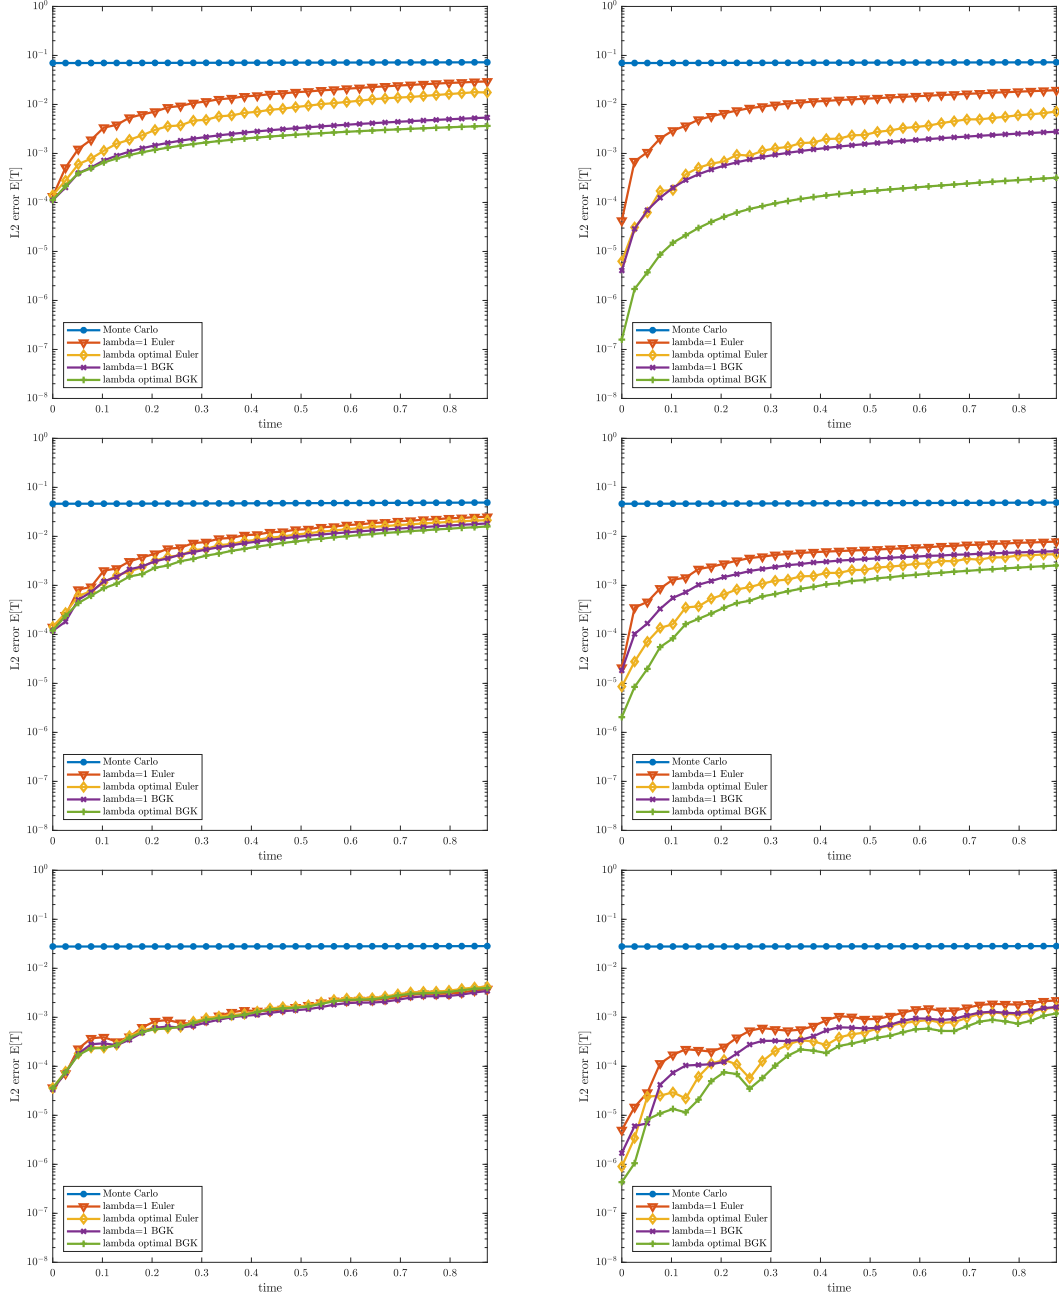 10^0
10^-1
10^-2
10^-3
10^-4
10^-5
10^-6
10^-7
10^-8
L2 error E[T]
Monte Carlo
lambda=1 Euler
lambda optimal Euler
lambda=1 BGK
lambda optimal BGK
0 0.1 0.2 0.3 0.4 0.5 0.6 0.7 0.8
time
10^0
10^-1
10^-2
10^-3
10^-4
10^-5
10^-6
10^-7
10^-8
L2 error E[T]
Monte Carlo
lambda=1 Euler
lambda optimal Euler
lambda=1 BGK
lambda optimal BGK
0 0.1 0.2 0.3 0.4 0.5 0.6 0.7 0.8
time
10^0
10^-1
10^-2
10^-3
10^-4
10^-5
10^-6
10^-7
10^-8
L2 error E[T]
Monte Carlo
lambda=1 Euler
lambda optimal Euler
lambda=1 BGK
lambda optimal BGK
0 0.1 0.2 0.3 0.4 0.5 0.6 0.7 0.8
time
10^0
10^-1
10^-2
10^-3
10^-4
10^-5
10^-6
10^-7
10^-8
L2 error E[T]
Monte Carlo
lambda=1 Euler
lambda optimal Euler
lambda=1 BGK
lambda optimal BGK
0 0.1 0.2 0.3 0.4 0.5 0.6 0.7 0.8
time
10^0
10^-1
10^-2
10^-3
10^-4
10^-5
10^-6
10^-7
10^-8
L2 error E[T]
Monte Carlo
lambda=1 Euler
lambda optimal Euler
lambda=1 BGK
lambda optimal BGK
0 0.1 0.2 0.3 0.4 0.5 0.6 0.7 0.8
time
10^0
10^-1
10^-2
10^-3
10^-4
10^-5
10^-6
10^-7
10^-8
L2 error E[T]
Monte Carlo
lambda=1 Euler
lambda optimal Euler
lambda=1 BGK
lambda optimal BGK
0 0.1 0.2 0.3 0.4 0.5 0.6 0.7 0.8
time